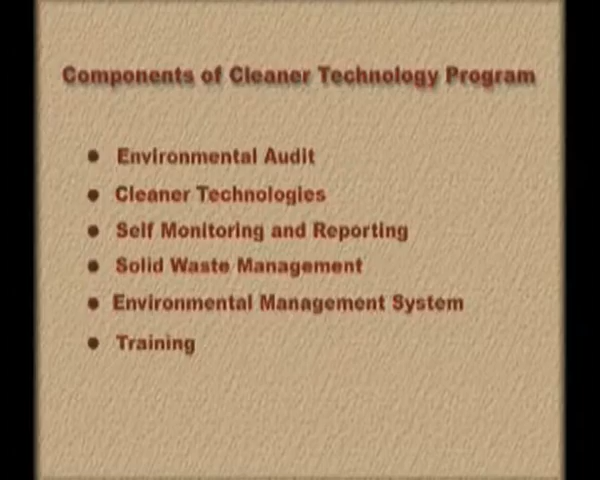 Components of Cleaner Technology Program
● Environmental Audit
● Cleaner Technologies
● Self Monitoring and Reporting
● Solid Waste Management
● Environmental Management System
● Training